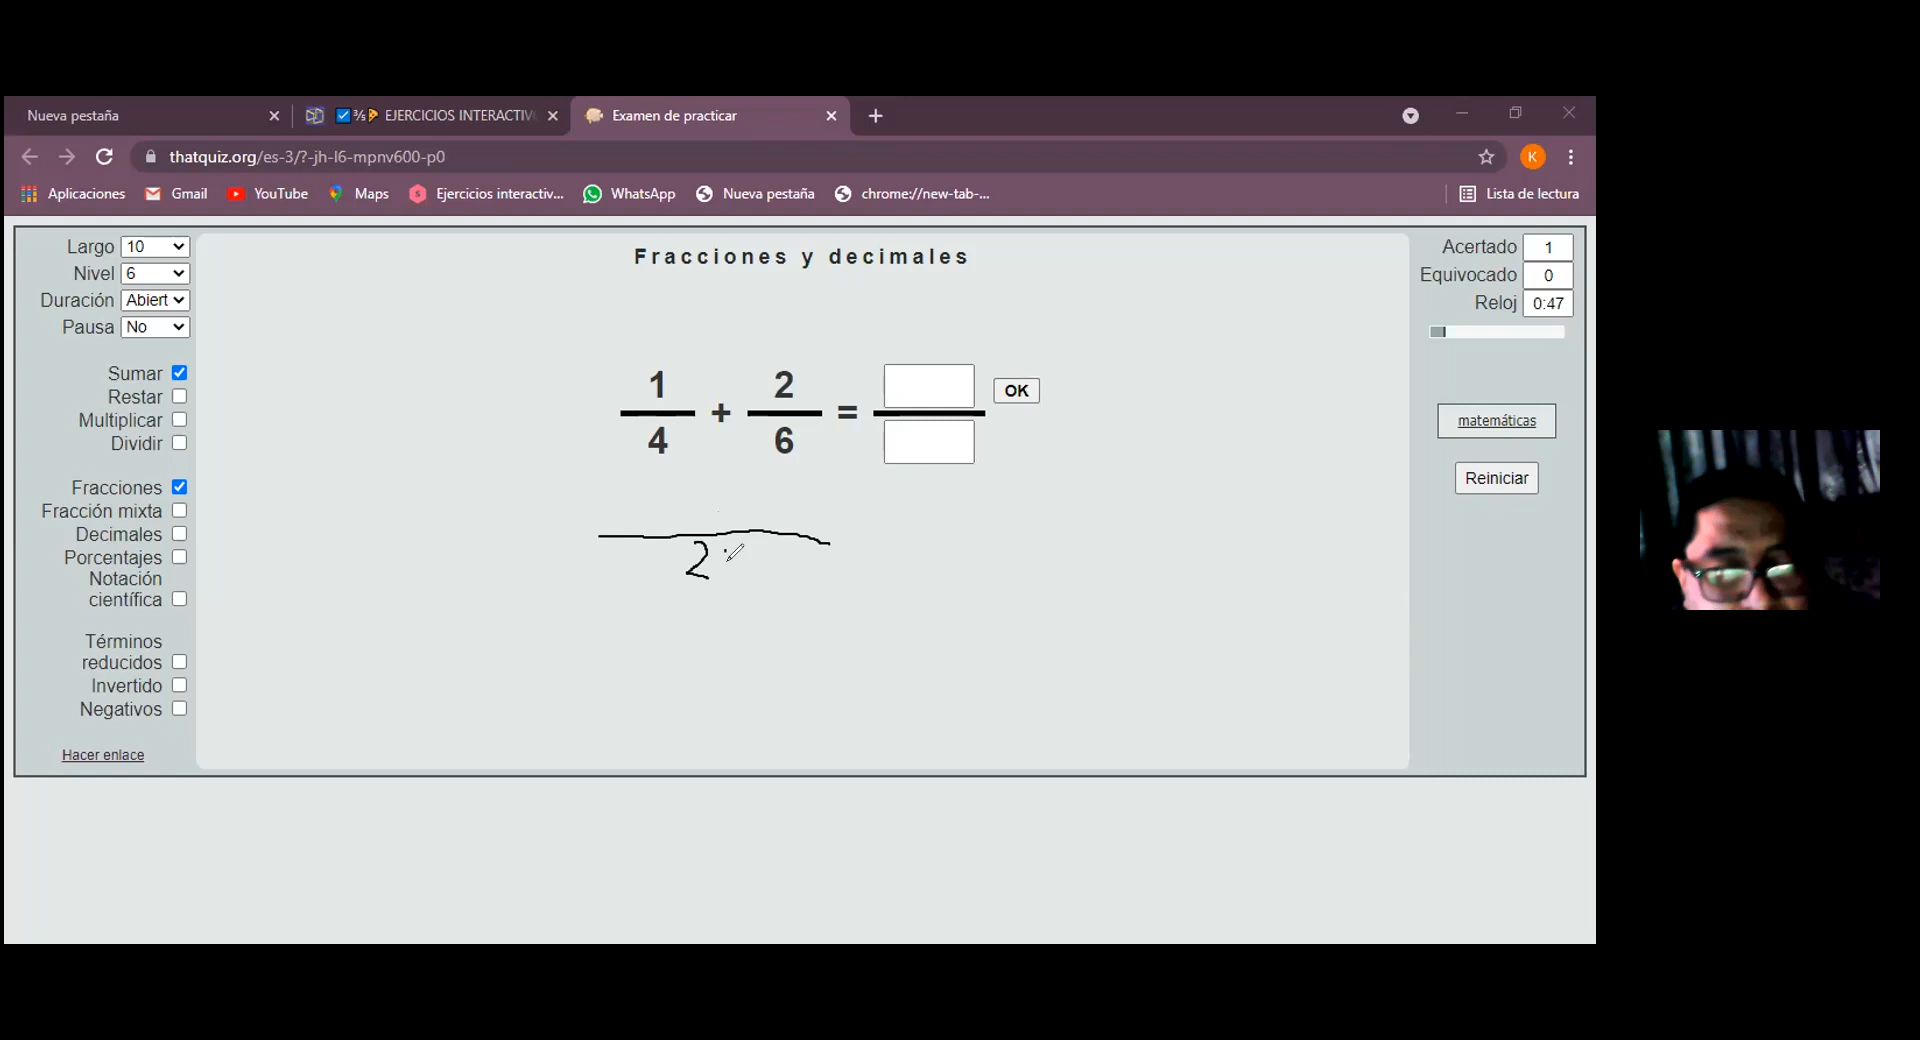 Nueva pestaña
⅗ EJERCICIOS INTERACTIV
Examen de practicar
thatquiz.org/es-3/?-jh-l6-mpnv600-p0
K
Aplicaciones
Gmail
YouTube
Maps
Ejercicios interactiv...
WhatsApp
Nueva pestaña
chrome://new-tab-...
Lista de lectura
Largo 10
Nivel 6
Duración Abiert
Pausa No
Sumar
Restar
Multiplicar
Dividir
Fracciones
Fracción mixta
Decimales
Porcentajes
Notación
científica
Términos
reducidos
Invertido
Negativos
Hacer enlace
Fracciones y decimales
1 2
+ =
4 6
OK
2
Acertado 1
Equivocado 0
Reloj 0:47
matemáticas
Reiniciar